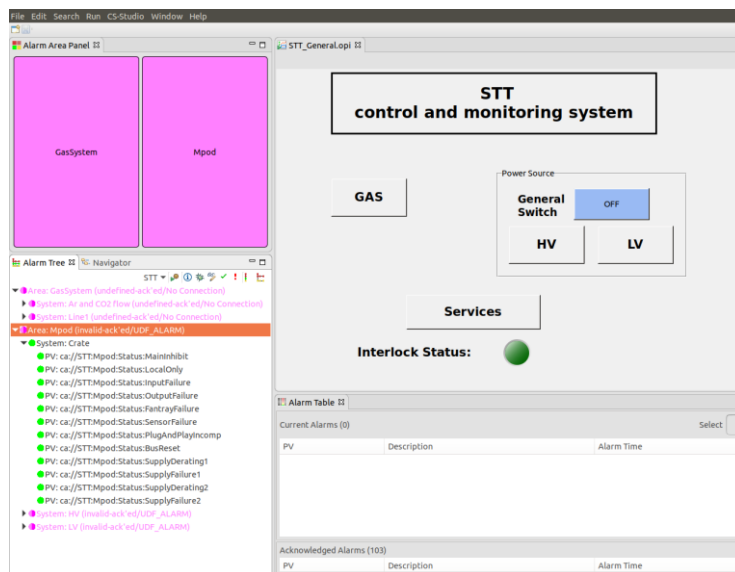 File Edit Search Run CS-Studio Window Help
Alarm Area Panel
GasSystem
Mpod
Alarm Tree
Navigator
STT
Area: GasSystem (undefined-ack'ed/No Connection)
System: Ar and CO2 flow (undefined-ack'ed/No Connection)
System: Line1 (undefined-ack'ed/No Connection)
Area: Mpod (invalid-ack'ed/UDF_ALARM)
System: Crate
PV: ca://STT:Mpod:Status:MainInhibit
PV: ca://STT:Mpod:Status:LocalOnly
PV: ca://STT:Mpod:Status:InputFailure
PV: ca://STT:Mpod:Status:OutputFailure
PV: ca://STT:Mpod:Status:FantrayFailure
PV: ca://STT:Mpod:Status:SensorFailure
PV: ca://STT:Mpod:Status:PlugAndPlayIncomp
PV: ca://STT:Mpod:Status:BusReset
PV: ca://STT:Mpod:Status:SupplyDerating1
PV: ca://STT:Mpod:Status:SupplyFailure1
PV: ca://STT:Mpod:Status:SupplyDerating2
PV: ca://STT:Mpod:Status:SupplyFailure2
System: HV (invalid-ack'ed/UDF_ALARM)
System: LV (invalid-ack'ed/UDF_ALARM)
STT_General.opi
STT
control and monitoring system
GAS
Power Source
General
Switch
OFF
HV
LV
Services
Interlock Status:
Alarm Table
Current Alarms (0)
Select
PV Description Alarm Time
Acknowledged Alarms (103)
PV Description Alarm Time